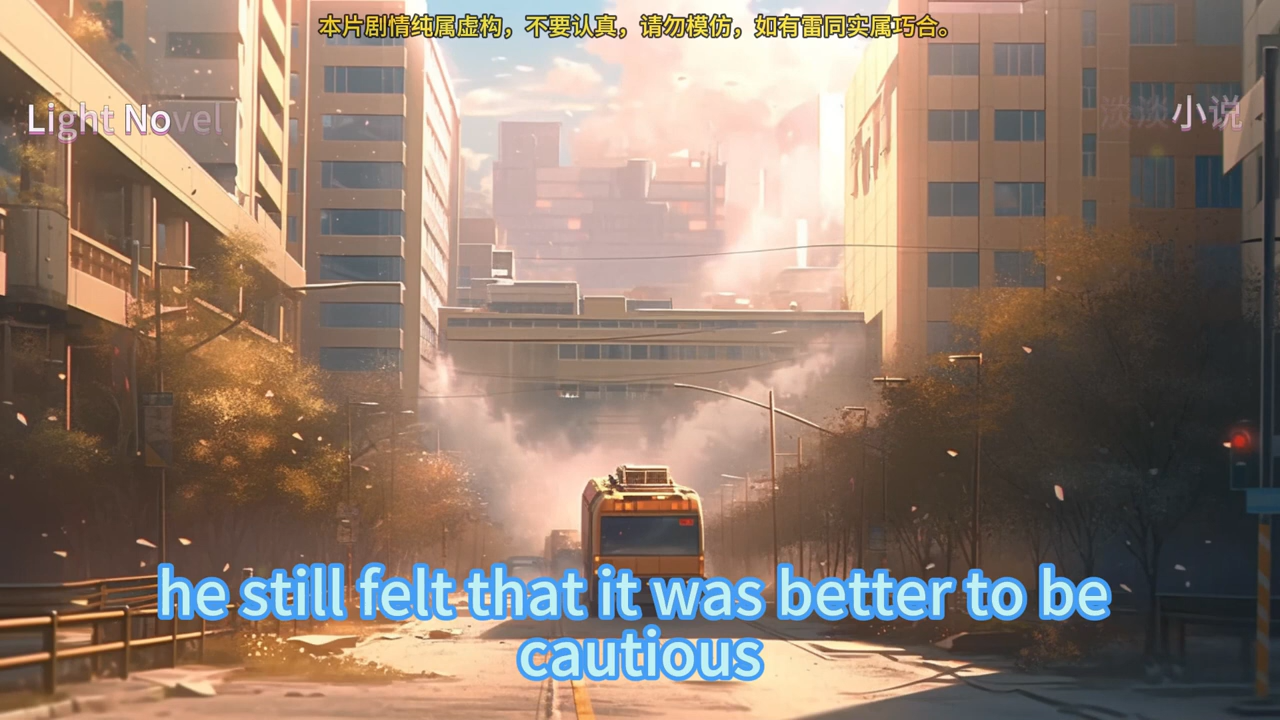 本片剧情纯属虚构，不要认真，请勿模仿，如有雷同实属巧合。
Light Novel
淡淡小说
he still felt that it was better to be
cautious